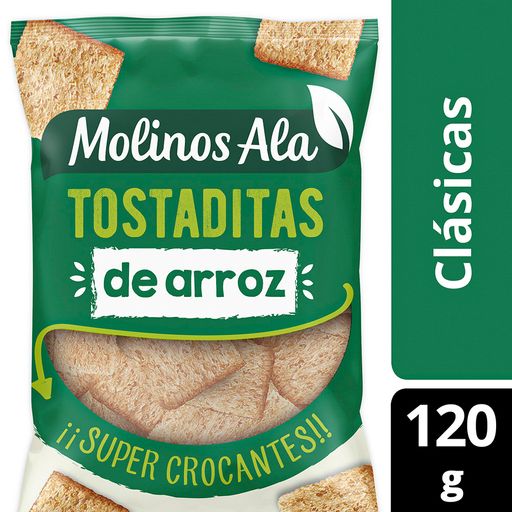 Molinos Ala
TOSTADITAS
de arroz
¡¡SUPER CROCANTES!!
Clásicas
120
g